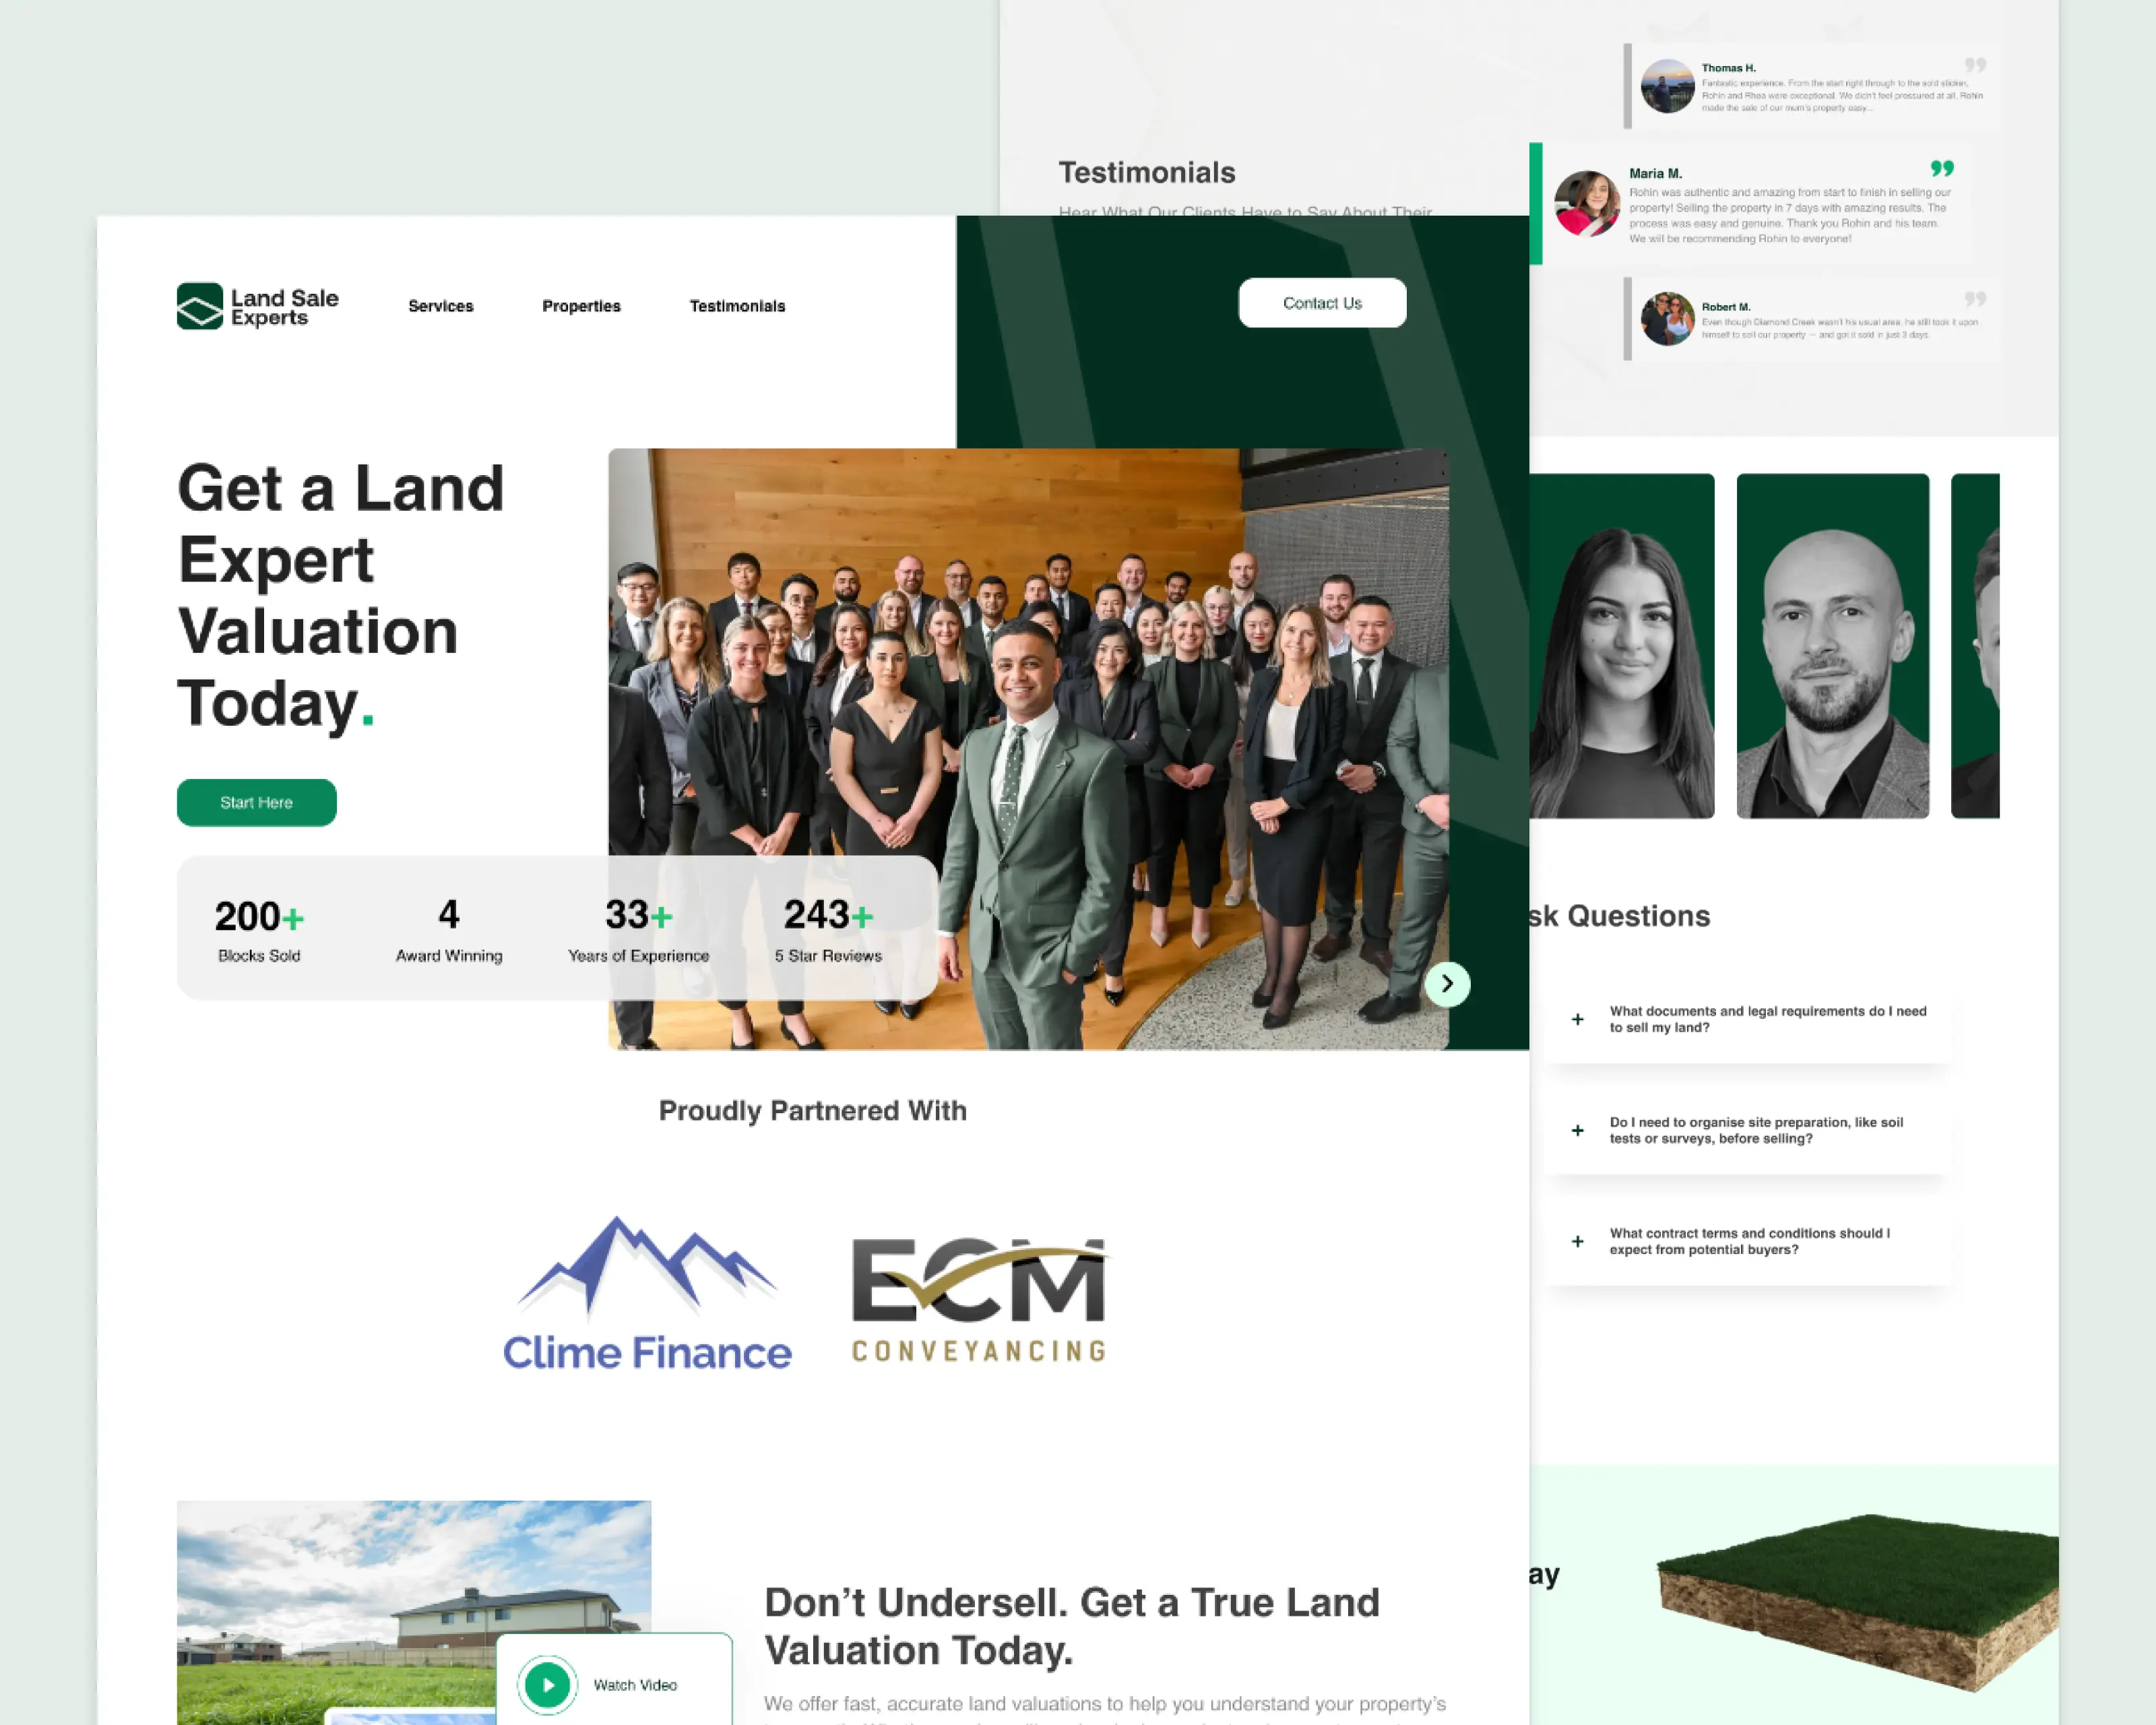 Thomas H.
Fantastic experience. From the start right through to the sold sticker,
Rohin and Rhea were exceptional. We didn't feel pressured at all, Rohin
made the sale of our mum's property easy...
Testimonials
Hear What Our Clients Have to Say About Their
Maria M.
Rohin was authentic and amazing from start to finish in selling our
property! Selling the property in 7 days with amazing results. The
process was easy and genuine. Thank you Rohin and his team.
We will be recommending Rohin to everyone!
Robert M.
Even though Diamond Creek wasn't his usual area, he still took it upon
himself to sell our property — and got it sold in just 3 days.
Land Sale
Experts
Services
Properties
Testimonials
Contact Us
Get a Land
Expert
Valuation
Today.
Start Here
200+
Blocks Sold
4
Award Winning
33+
Years of Experience
243+
5 Star Reviews
Proudly Partnered With
Clime Finance
ECM
CONVEYANCING
sk Questions
+ What documents and legal requirements do I need
to sell my land?
+ Do I need to organise site preparation, like soil
tests or surveys, before selling?
+ What contract terms and conditions should I
expect from potential buyers?
ay
Watch Video
Don't Undersell. Get a True Land
Valuation Today.
We offer fast, accurate land valuations to help you understand your property's